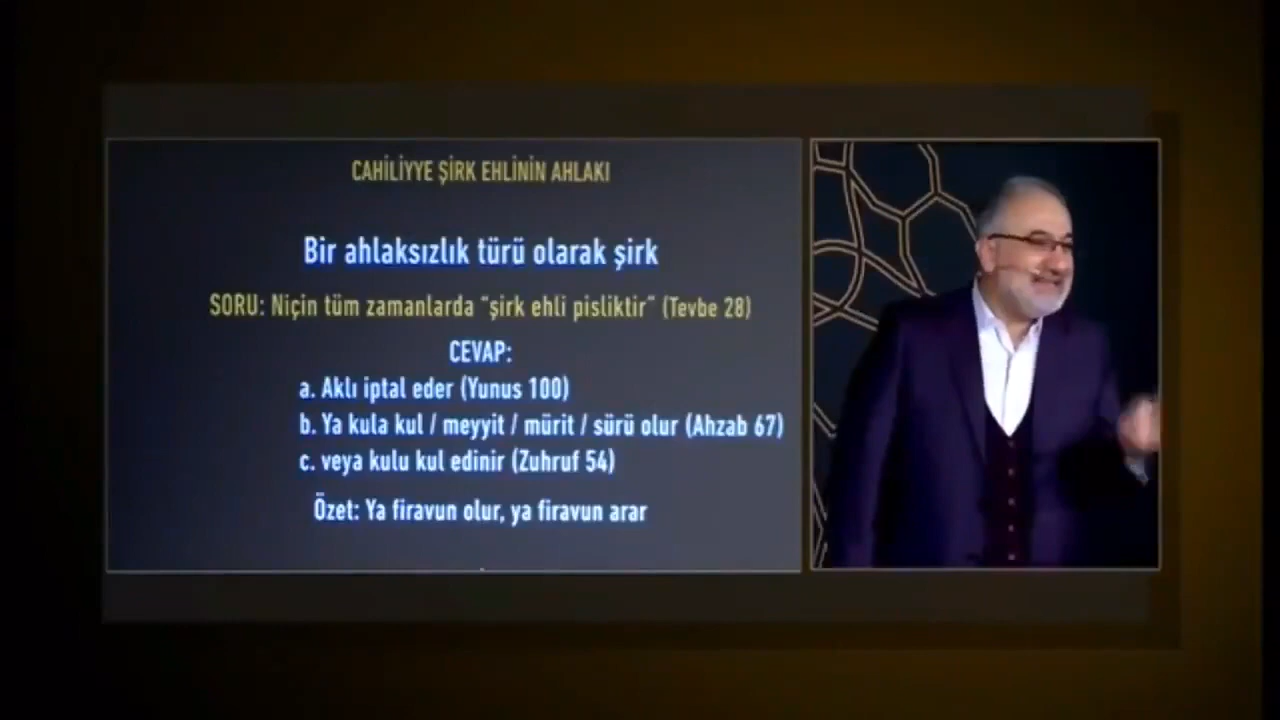 CAHİLİYYE ŞİRK EHLİNİN AHLAKI
Bir ahlaksızlık türü olarak şirk
SORU: Niçin tüm zamanlarda "şirk ehli pisliktir" (Tevbe 28)
CEVAP:
a. Aklı iptal eder (Yunus 100)
b. Ya kula kul / meyyit / mürit / sürü olur (Ahzab 67)
c. veya kulu kul edinir (Zuhruf 54)
Özet: Ya firavun olur, ya firavun arar